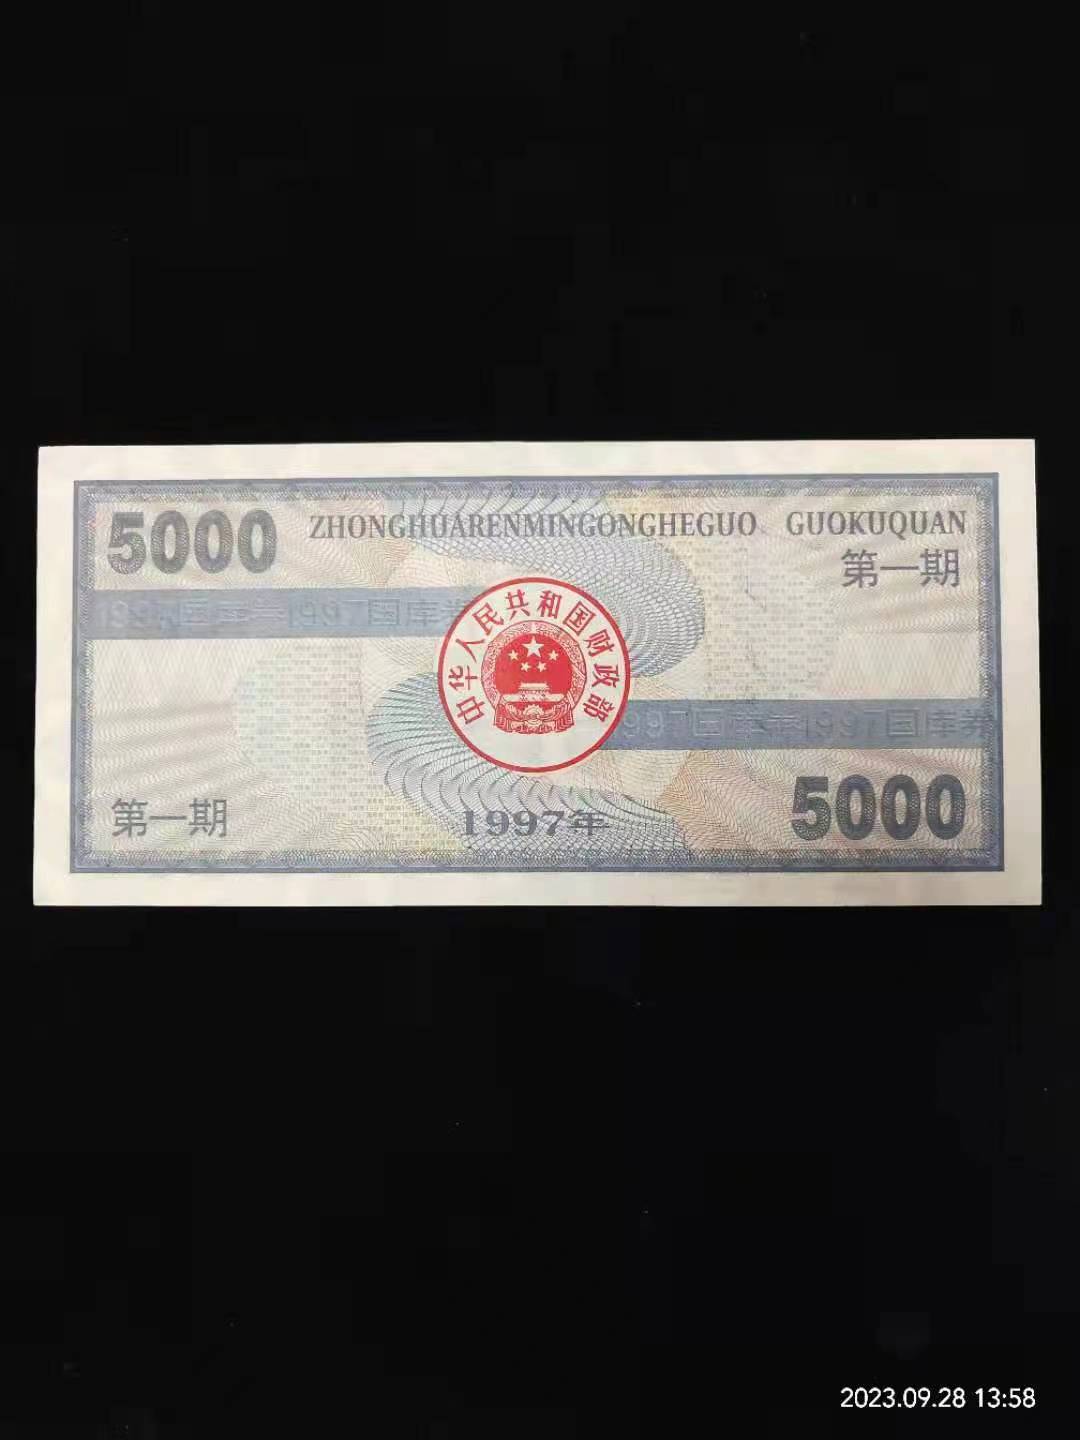 5000 ZHONGHUARENMINGONGHEGUO GUOKUQUAN
第一期
1997国库券 1997国库券
中华人民共和国财政部
1997国库券 1997国库券
第一期
1997年
5000
2023.09.28 13:58